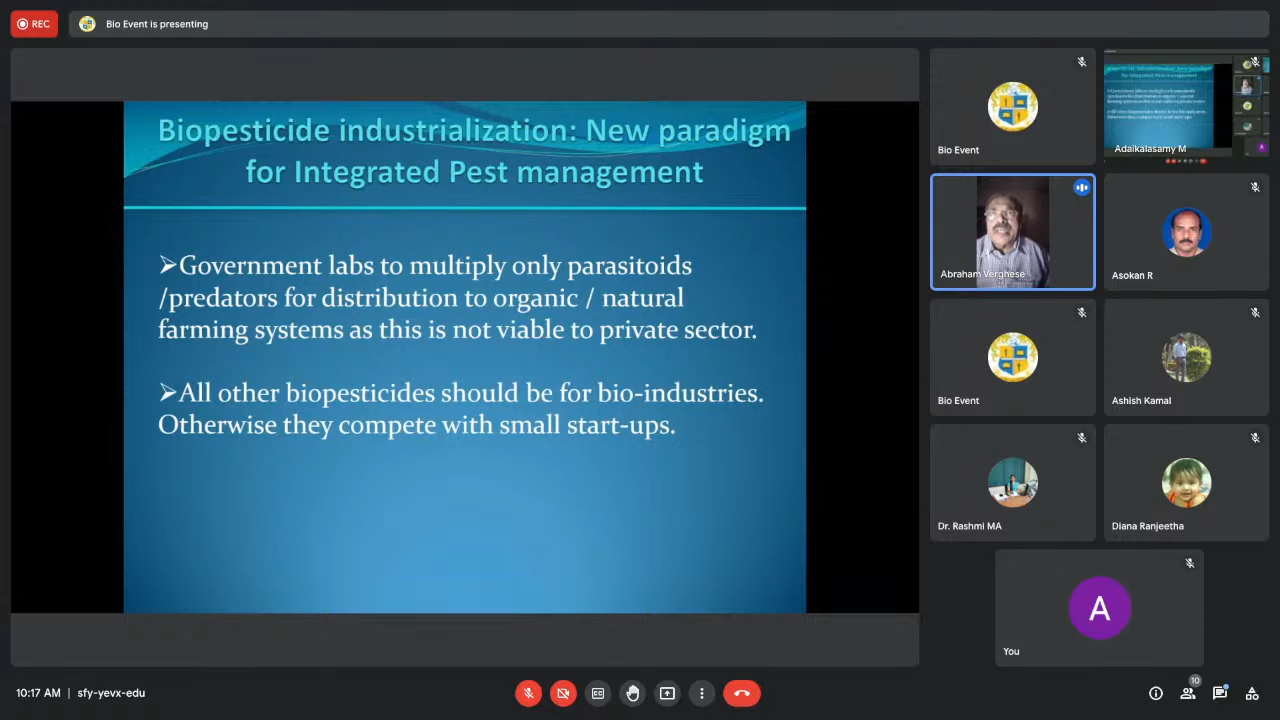 REC
Bio Event is presenting
Biopesticide industrialization: New paradigm
for Integrated Pest management
➢Government labs to multiply only parasitoids
/predators for distribution to organic / natural
farming systems as this is not viable to private sector.
➢All other biopesticides should be for bio-industries.
Otherwise they compete with small start-ups.
Bio Event
Adaikalasamy M
Abraham Verghese
Asokan R
Bio Event
Ashish Kamal
Dr. Rashmi MA
Diana Ranjeetha
A
You
10:17 AM | sfy-yevx-edu
10